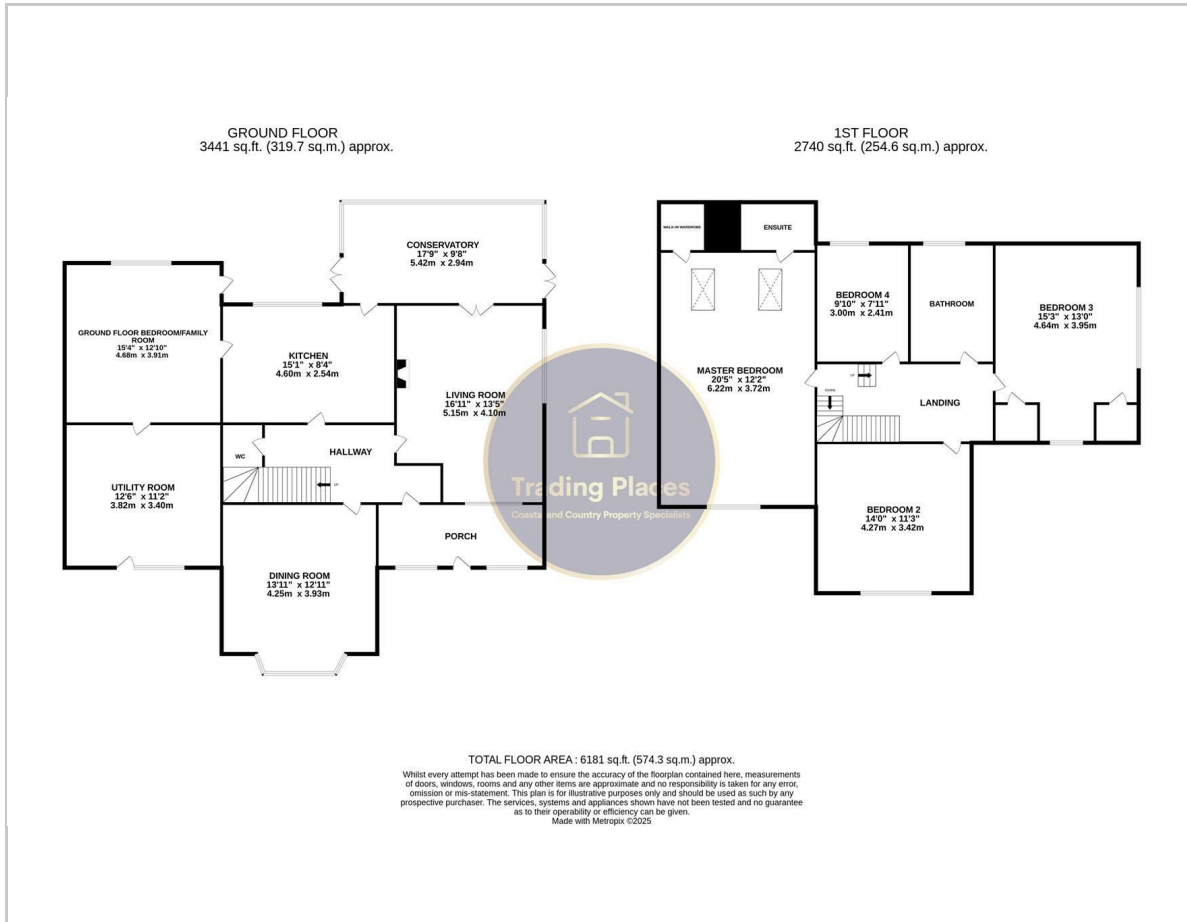 GROUND FLOOR
3441 sq.ft. (319.7 sq.m.) approx.
CONSERVATORY
17'9" x 9'8"
5.42m x 2.94m
GROUND FLOOR BEDROOM/FAMILY
ROOM
15'4" x 12'10"
4.68m x 3.91m
KITCHEN
15'1" x 8'4"
4.60m x 2.54m
LIVING ROOM
16'11" x 13'5"
5.15m x 4.10m
WC
HALLWAY
UP
UTILITY ROOM
12'6" x 11'2"
3.82m x 3.40m
PORCH
DINING ROOM
13'11" x 12'11"
4.25m x 3.93m
1ST FLOOR
2740 sq.ft. (254.6 sq.m.) approx.
WALK-IN WARDROBE
ENSUITE
BEDROOM 4
9'10" x 7'11"
3.00m x 2.41m
BATHROOM
BEDROOM 3
15'3" x 13'0"
4.64m x 3.95m
MASTER BEDROOM
20'5" x 12'2"
6.22m x 3.72m
UP
DOWN
LANDING
BEDROOM 2
14'0" x 11'3"
4.27m x 3.42m
Trading Places
Coastal and Country Property Specialists
TOTAL FLOOR AREA : 6181 sq.ft. (574.3 sq.m.) approx.
Whilst every attempt has been made to ensure the accuracy of the floorplan contained here, measurements
of doors, windows, rooms and any other items are approximate and no responsibility is taken for any error,
omission or mis-statement. This plan is for illustrative purposes only and should be used as such by any
prospective purchaser. The services, systems and appliances shown have not been tested and no guarantee
as to their operability or efficiency can be given.
Made with Metropix ©2025